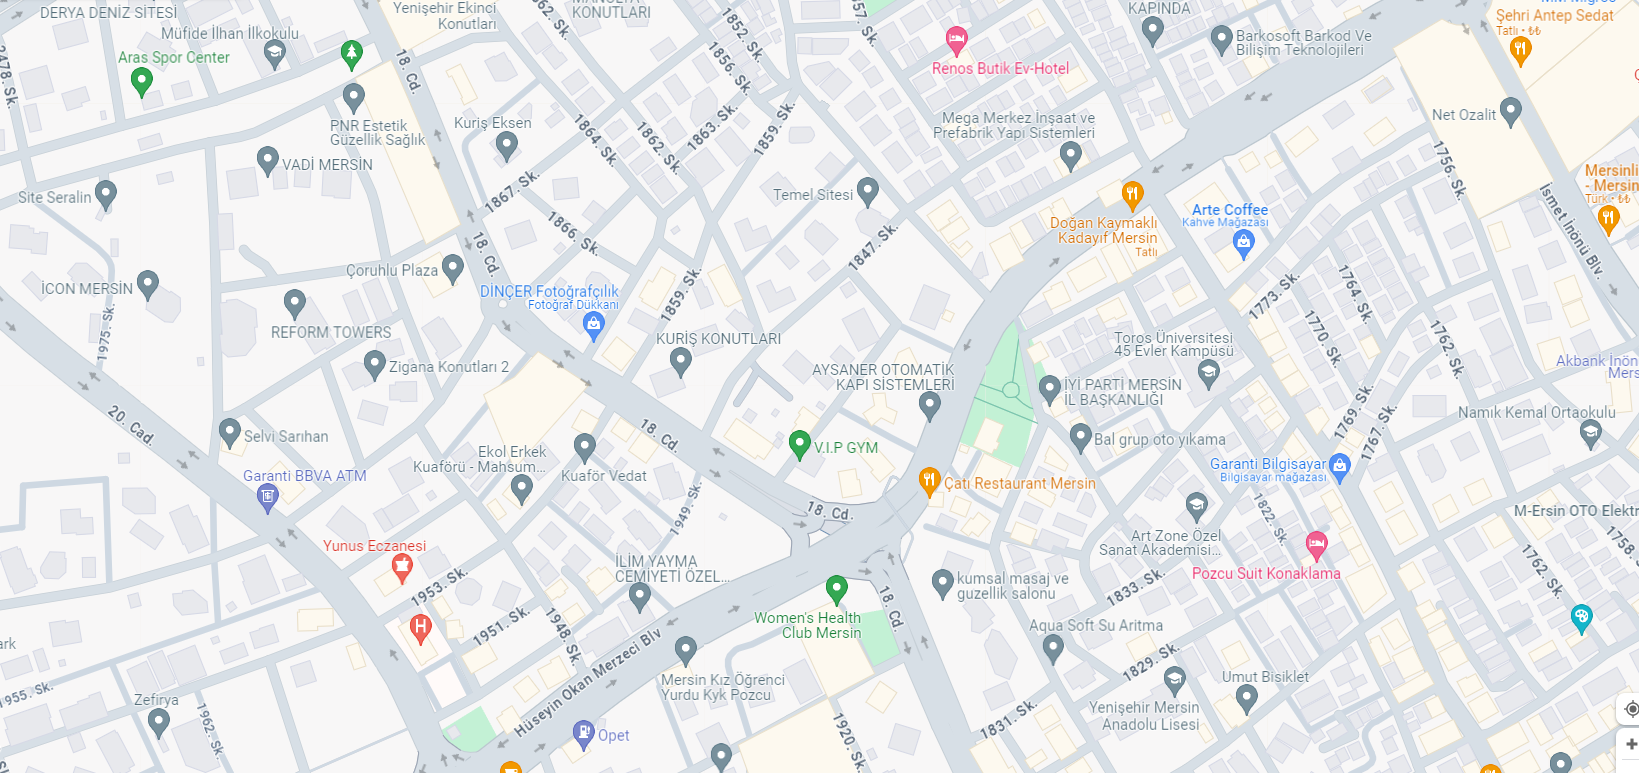 DERYA DENİZ SİTESİ
Müfide İlhan İlkokulu
Aras Spor Center
2478. Sk.
Yenişehir Ekinci
Konutları
18. Cd.
1862. Sk.
KONUTLARI
1852. Sk.
1856. Sk.
KAPINDA
Barkosoft Barkod Ve
Bilişim Teknolojileri
MM Migros
Şehri Antep Sedat
Tatlı · ₺₺
Renos Butik Ev-Hotel
PNR Estetik
Güzellik Sağlık
Kuriş Eksen
1864. Sk.
1862. Sk.
1863. Sk.
1859. Sk.
Mega Merkez İnşaat ve
Prefabrik Yapı Sistemleri
Net Ozalit
1756. Sk.
VADİ MERSİN
Site Seralin
1867. Sk.
1866. Sk.
Temel Sitesi
1847. Sk.
Doğan Kaymaklı
Kadayıf Mersin
Tatlı
Arte Coffee
Kahve Mağazası
Mersinli
- Mersin
Türk · ₺₺
İsmet İnönü Blv.
18. Cd.
Çoruhlu Plaza
İCON MERSİN
REFORM TOWERS
1975. Sk.
Zigana Konutları 2
DİNÇER Fotoğrafçılık
Fotoğraf Dükkanı
1859. Sk.
KURİŞ KONUTLARI
AYSANER OTOMATİK
KAPI SİSTEMLERİ
1773. Sk.
1764. Sk.
1770. Sk.
1762. Sk.
Toros Üniversitesi
45 Evler Kampüsü
Akbank İnön
Mers
İYİ PARTİ MERSİN
İL BAŞKANLIĞI
1769. Sk.
1767. Sk.
Namık Kemal Ortaokulu
20. Cad.
Selvi Sarıhan
Garanti BBVA ATM
Ekol Erkek
Kuaförü - Mahsum...
Kuaför Vedat
18. Cd.
V.I.P GYM
Bal grup oto yıkama
Garanti Bilgisayar
Bilgisayar mağazası
Çatı Restaurant Mersin
18. Cd.
1949. Sk.
1822. Sk.
M-Ersin OTO Elektr
1758.
Art Zone Özel
Sanat Akademisi...
Yunus Eczanesi
1953. Sk.
İLİM YAYMA
CEMİYETİ ÖZEL...
kumsal masaj ve
guzellik salonu
1833. Sk.
Pozcu Suit Konaklama
1762. Sk.
Women's Health
Club Mersin
18. Cd
1951. Sk.
1948. Sk.
Aqua Soft Su Arıtma
ark
1955. Sk.
1962. Sk.
Zefirya
Hüseyin Okan Merzeci Blv
Mersin Kız Öğrenci
Yurdu Kyk Pozcu
1829. Sk.
Umut Bisiklet
Yenişehir Mersin
Anadolu Lisesi
1831. Sk.
1920. Sk.
Opet